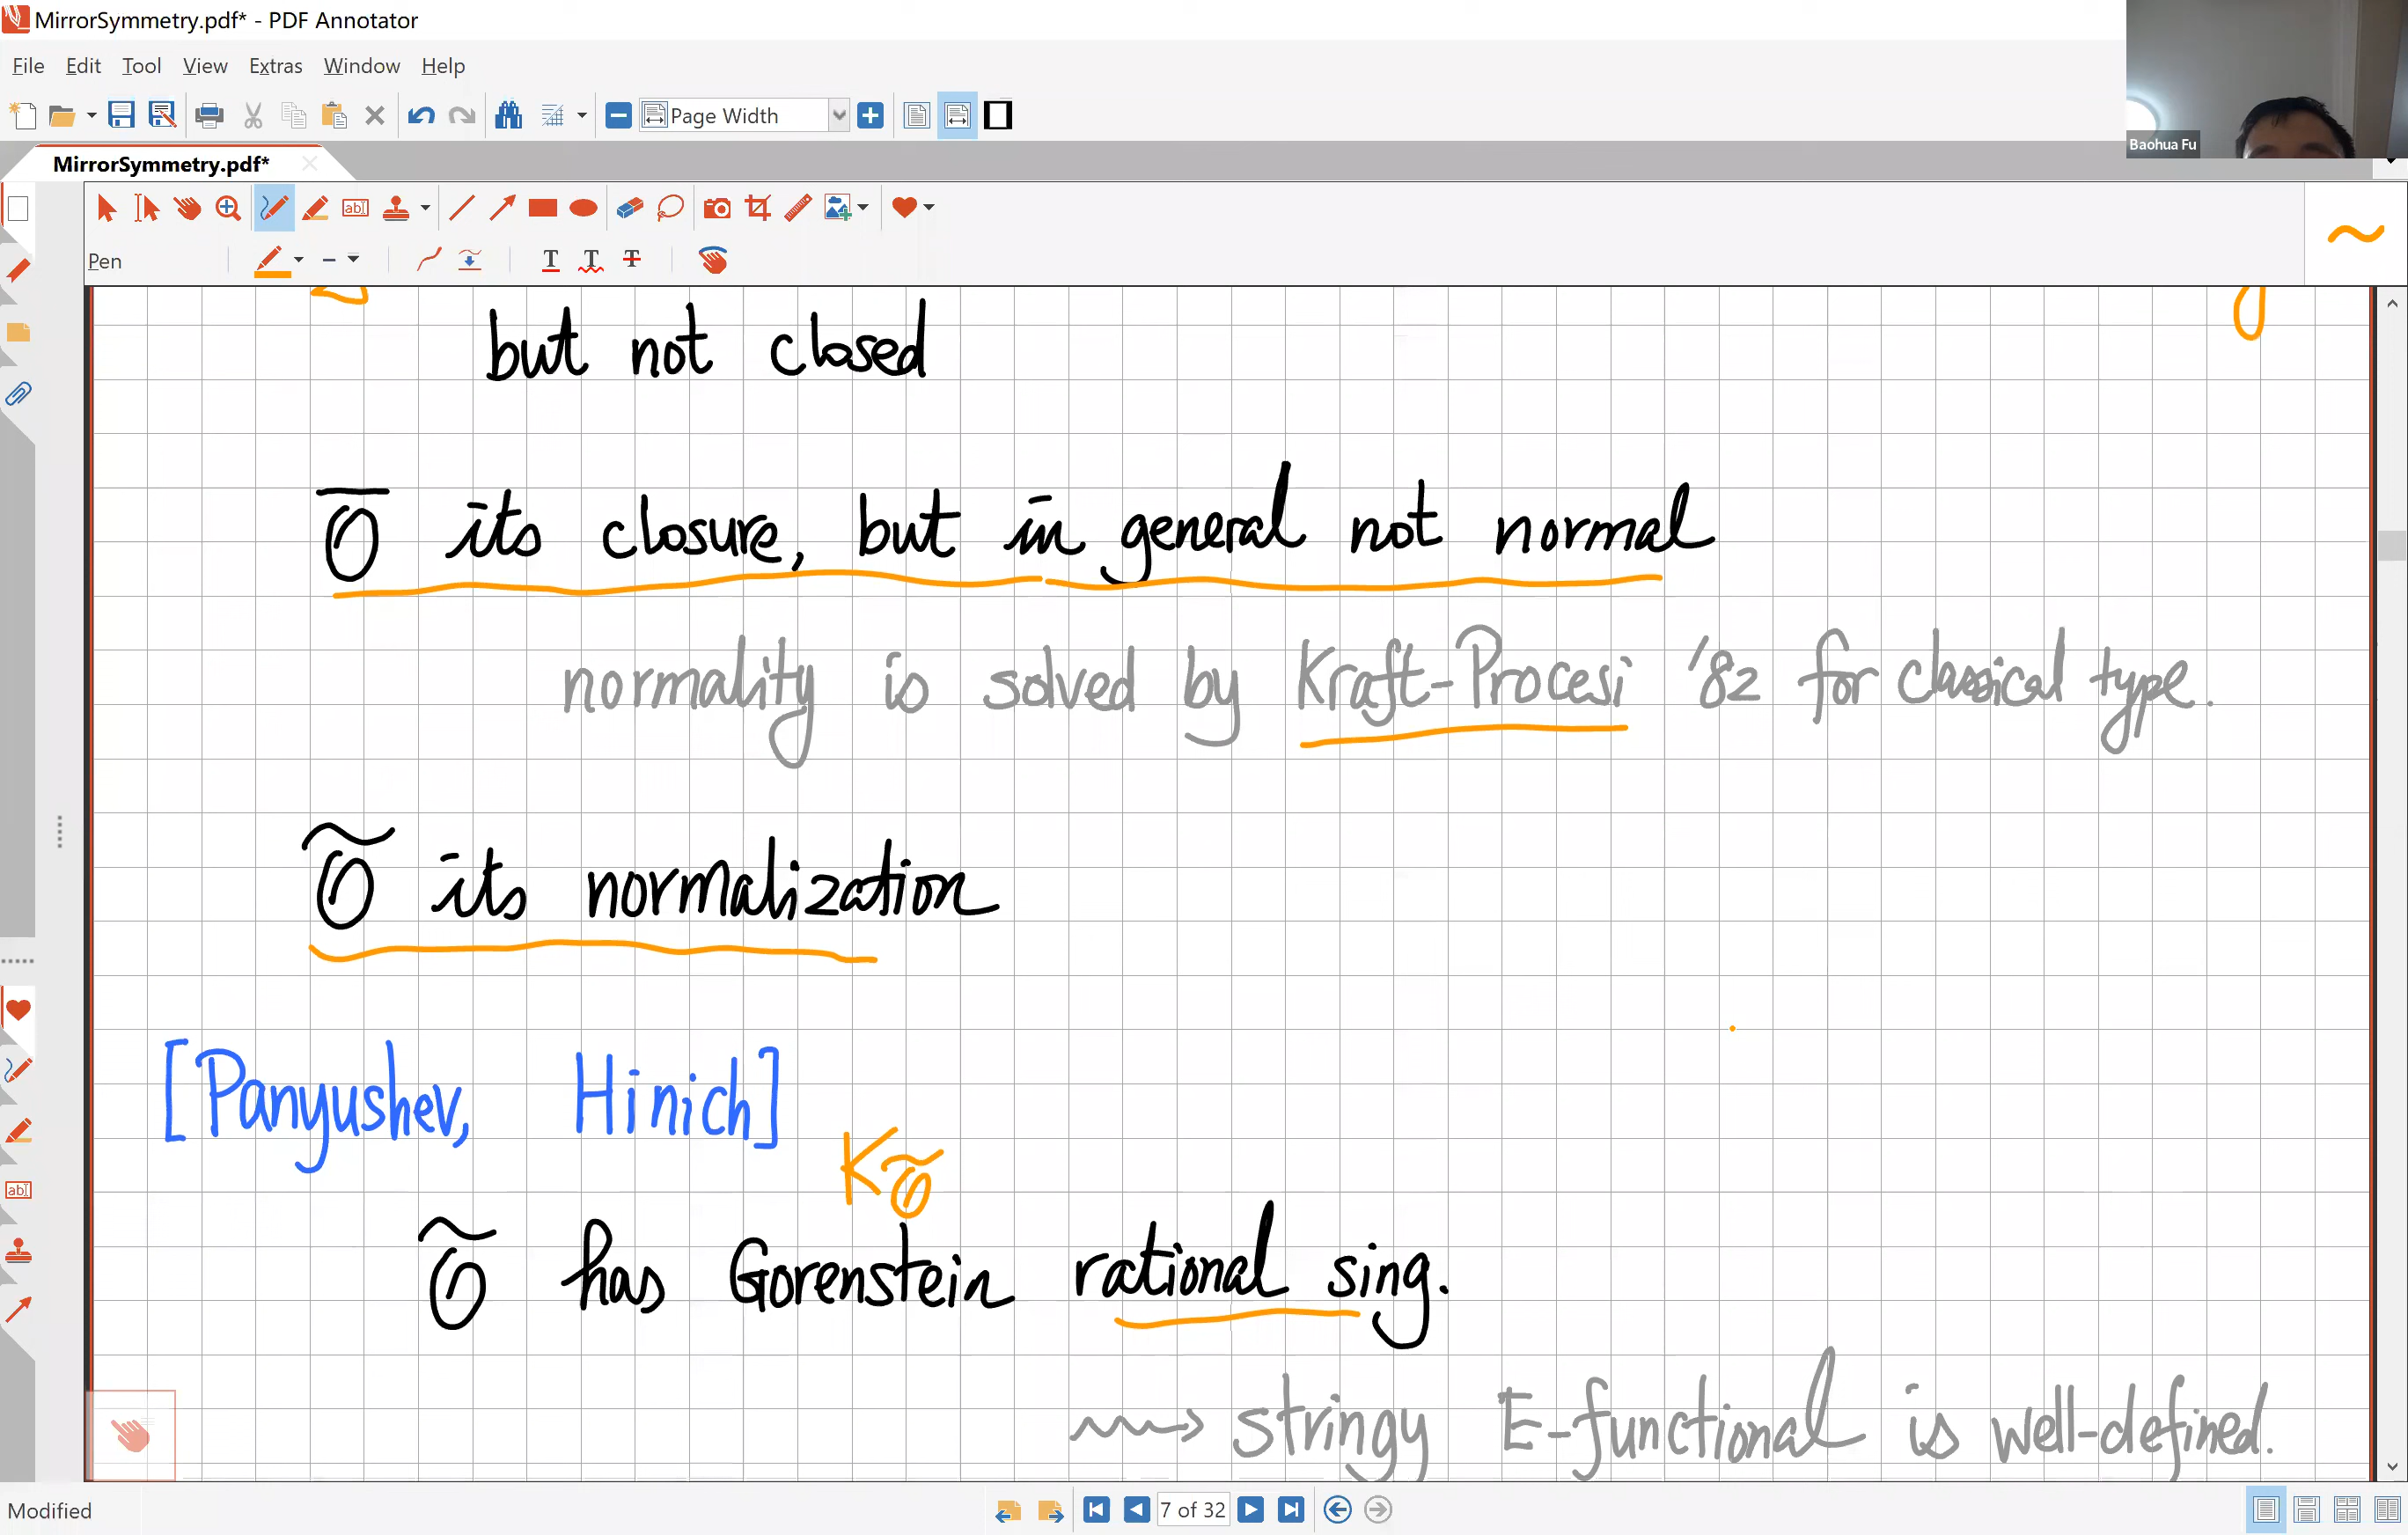 MirrorSymmetry.pdf* - PDF Annotator
File Edit Tool View Extras Window Help
Page Width
Baohua Fu
MirrorSymmetry.pdf*
Pen
but not closed
O̅ its closure, but in general not normal
normality is solved by Kraft-Procesi '82 for classical type.
Õ its normalization
[Panyushev, Hinich]
K_Õ
Õ has Gorenstein rational sing.
⇝ stringy E-functional is well-defined.
Modified
7 of 32